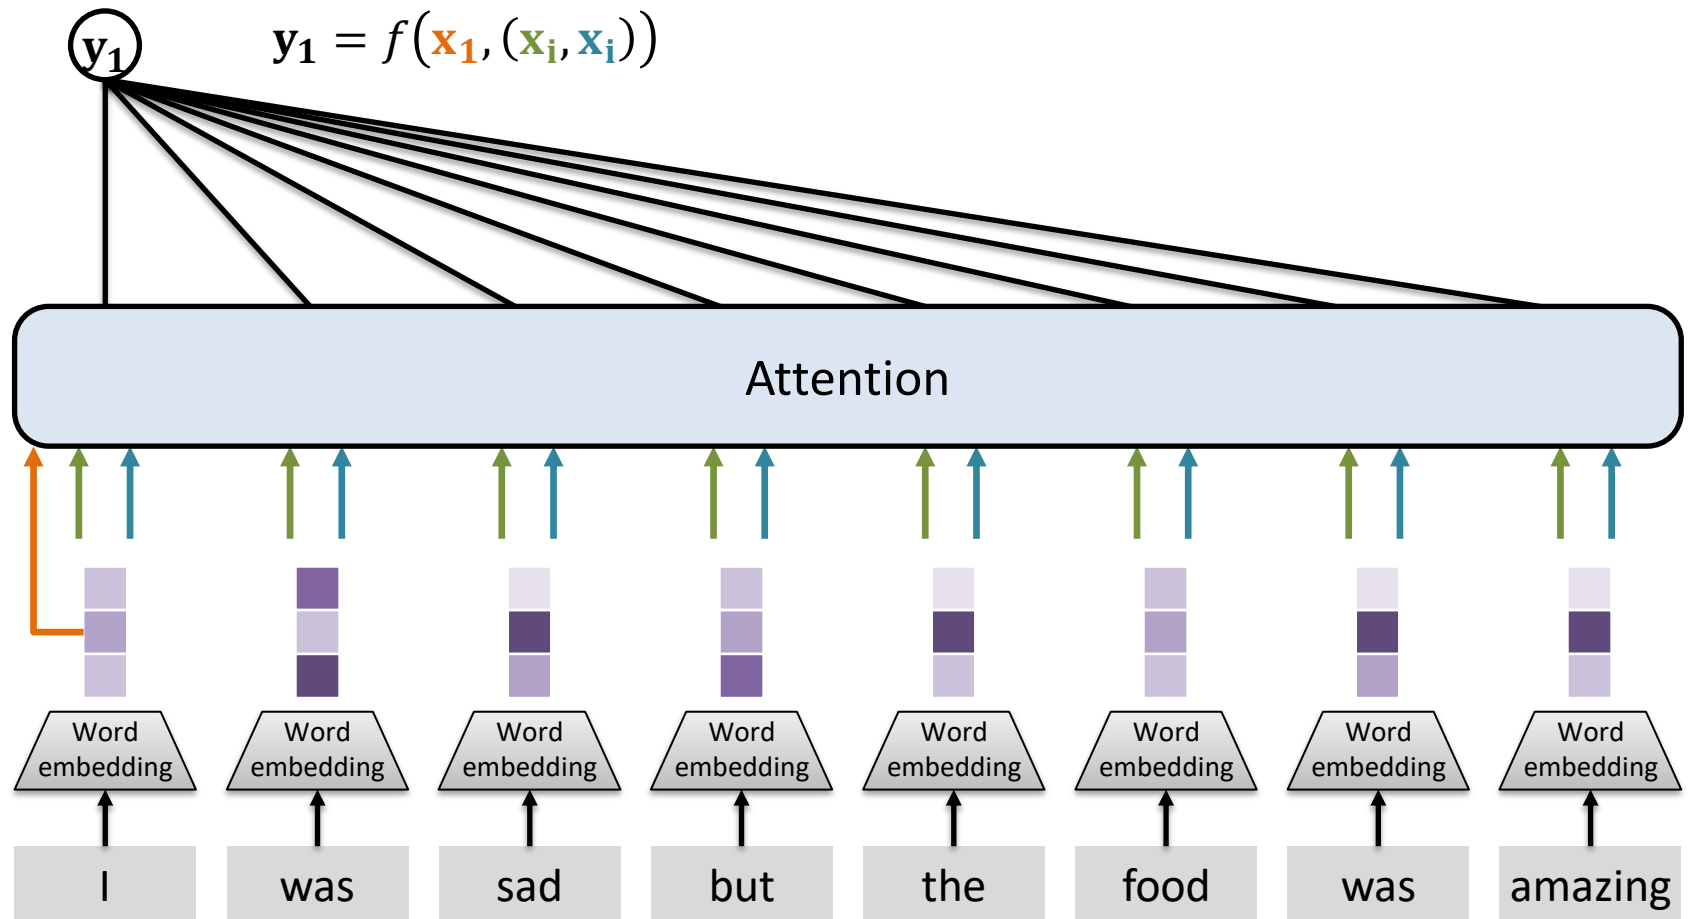 y₁ y₁ = f(x₁, (xᵢ, xᵢ))
Attention
Word Word Word Word Word Word Word Word
embedding embedding embedding embedding embedding embedding embedding embedding
I was sad but the food was amazing